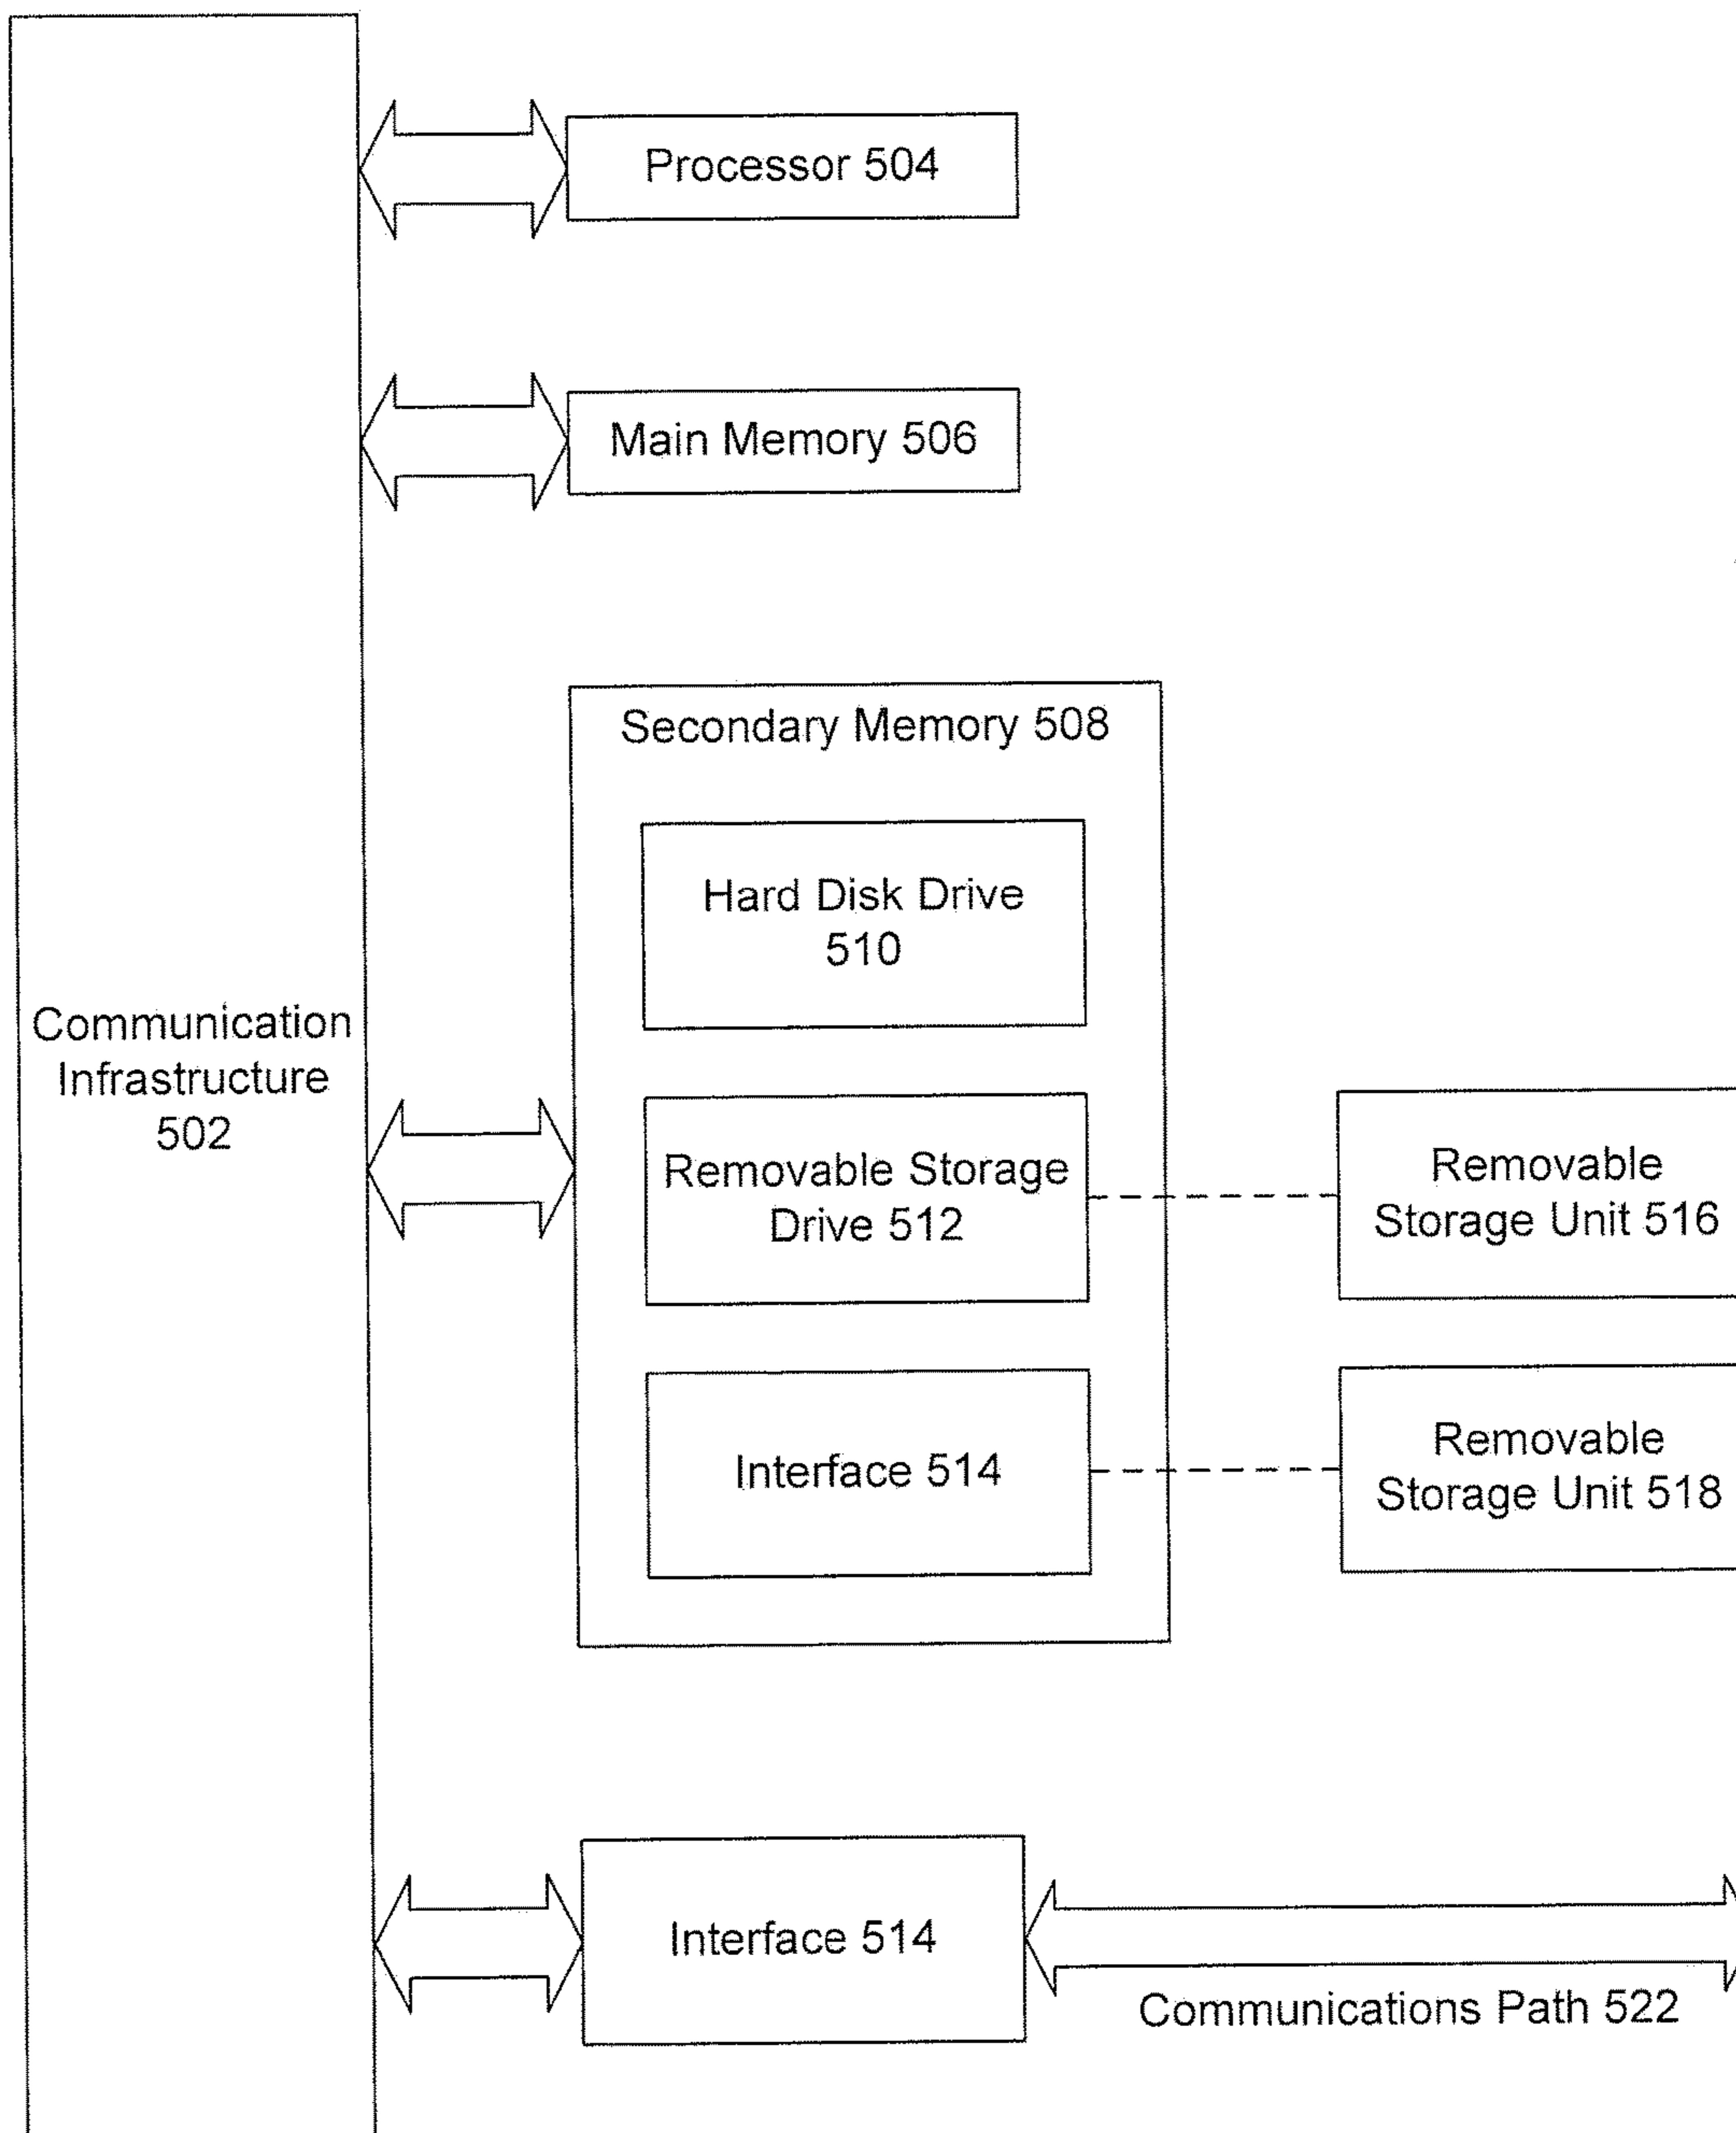 Processor 504
Main Memory 506
Secondary Memory 508
Hard Disk Drive
510
Communication
Infrastructure
502
Removable Storage
Drive 512
Removable
Storage Unit 516
Interface 514
Removable
Storage Unit 518
Interface 514
Communications Path 522